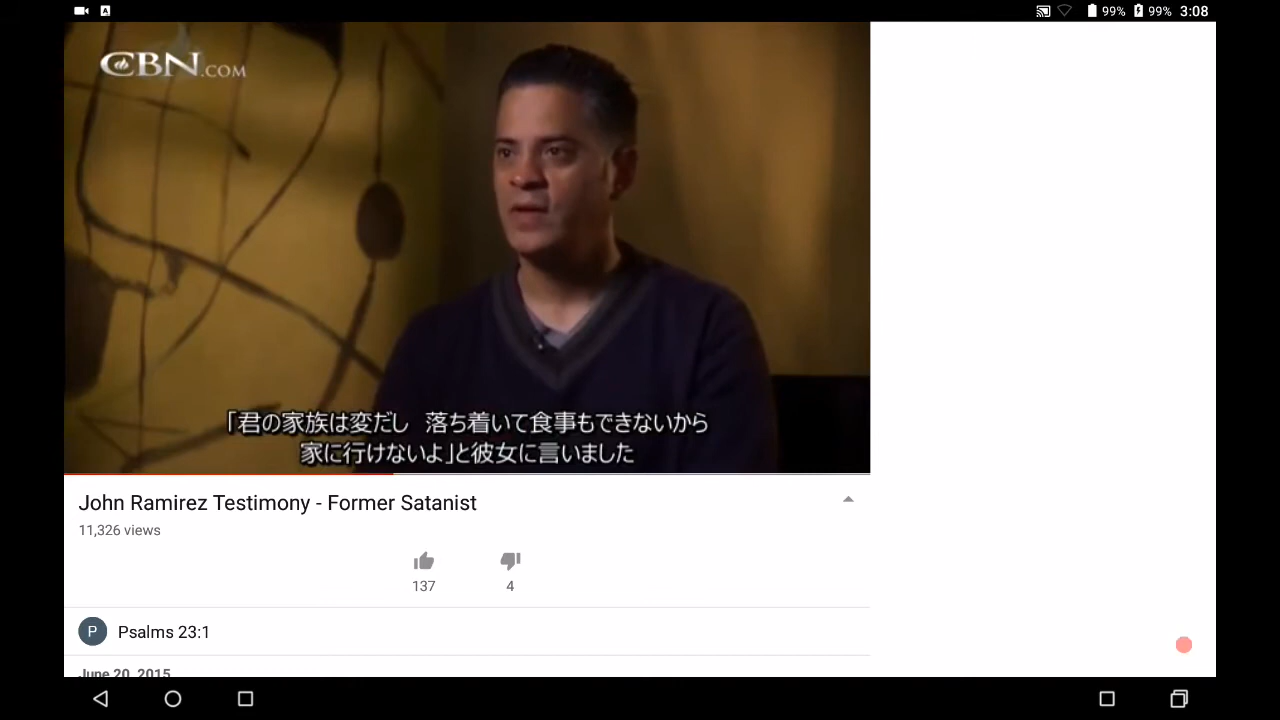 99% 99% 3:08
CBN.COM
「君の家族は変だし 落ち着いて食事もできないから
家に行けないよ」と彼女に言いました
John Ramirez Testimony - Former Satanist
11,326 views
137 4
P Psalms 23:1
June 20, 2015